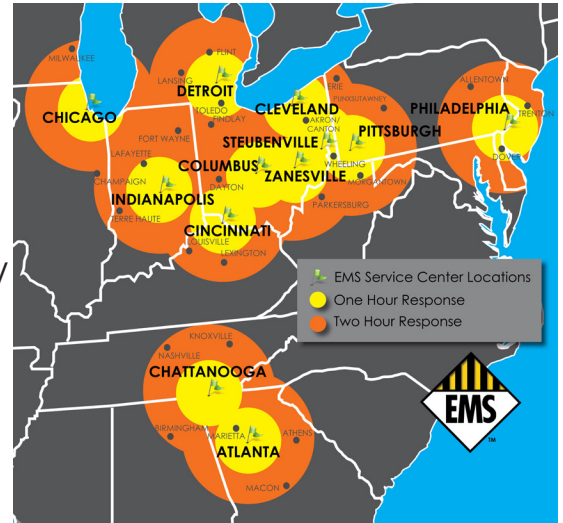 MILWAUKEE
FLINT
LANSING
DETROIT
CHICAGO
TOLEDO
FINDLAY
FORT WAYNE
CLEVELAND
ERIE
PUNKSUTAWNEY
AKRON/
CANTON
STEUBENVILLE
PITTSBURGH
ALLENTOWN
PHILADELPHIA
TRENTON
DOVER
LAFAYETTE
COLUMBUS
WHEELING
ZANESVILLE
CHAMPAIGN
DAYTON
MORGANTOWN
INDIANAPOLIS
PARKERSBURG
TERRE HAUTE
CINCINNATI
LOUISVILLE
LEXINGTON
y
EMS Service Center Locations
One Hour Response
Two Hour Response
KNOXVILLE
NASHVILLE
CHATTANOOGA
BIRMINGHAM
MARIETTA
ATHENS
ATLANTA
MACON
EMS
TM